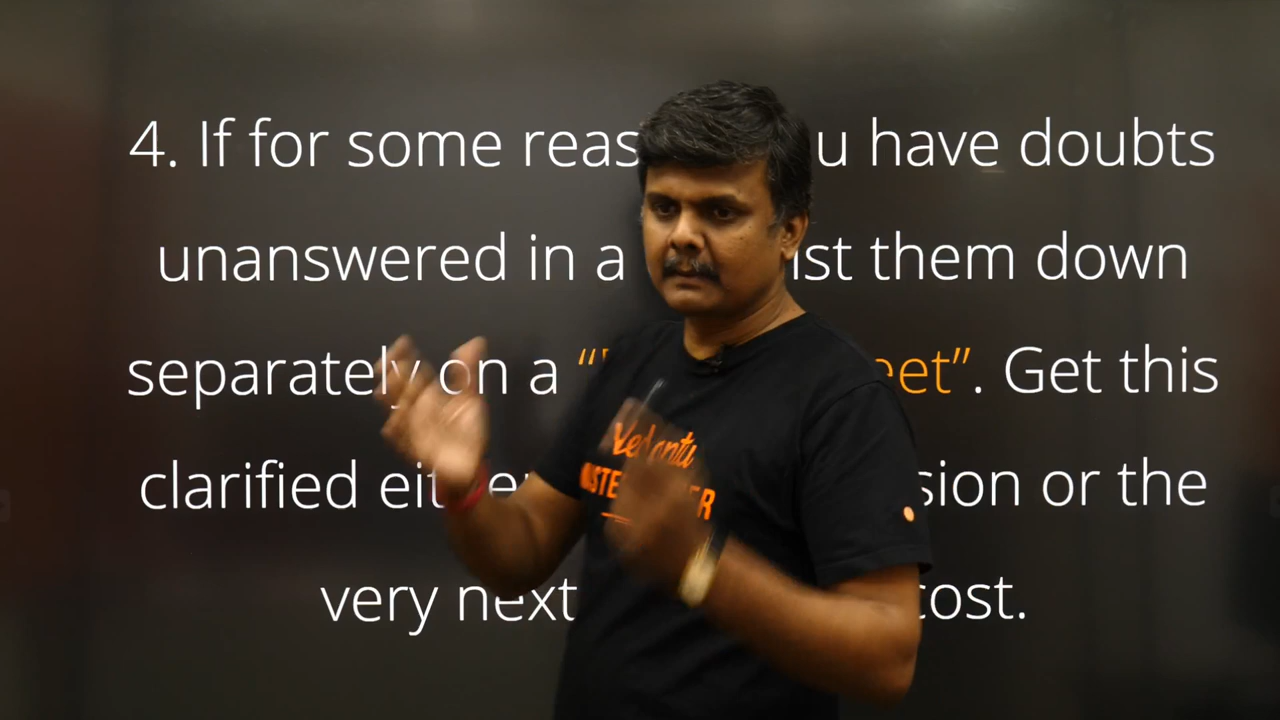 4. If for some reas u have doubts
unanswered in a ist them down
separately on a “ eet”. Get this
clarified eit sion or the
very next cost.
Vedantu